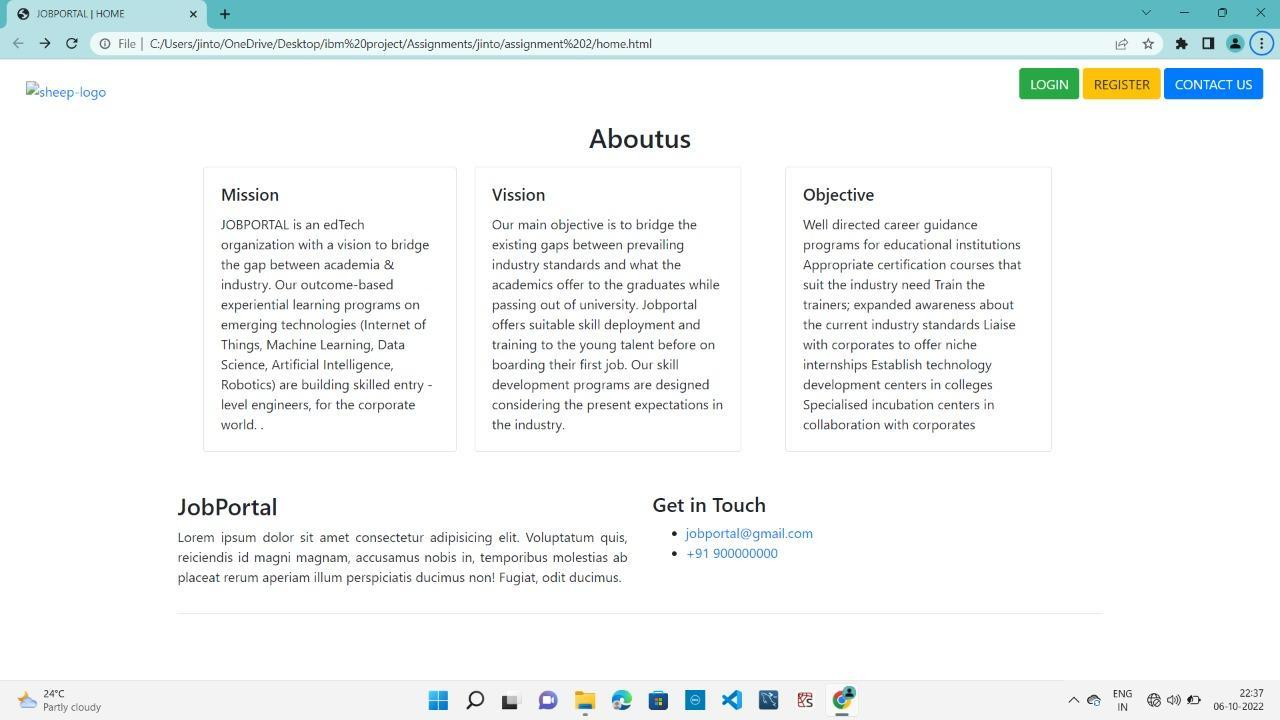 JOBPORTAL | HOME
File | C:/Users/jinto/OneDrive/Desktop/ibm%20project/Assignments/jinto/assignment%202/home.html
sheep-logo
LOGIN REGISTER CONTACT US
Aboutus
Mission
JOBPORTAL is an edTech
organization with a vision to bridge
the gap between academia &
industry. Our outcome-based
experiential learning programs on
emerging technologies (Internet of
Things, Machine Learning, Data
Science, Artificial Intelligence,
Robotics) are building skilled entry -
level engineers, for the corporate
world. .
Vission
Our main objective is to bridge the
existing gaps between prevailing
industry standards and what the
academics offer to the graduates while
passing out of university. Jobportal
offers suitable skill deployment and
training to the young talent before on
boarding their first job. Our skill
development programs are designed
considering the present expectations in
the industry.
Objective
Well directed career guidance
programs for educational institutions
Appropriate certification courses that
suit the industry need Train the
trainers; expanded awareness about
the current industry standards Liaise
with corporates to offer niche
internships Establish technology
development centers in colleges
Specialised incubation centers in
collaboration with corporates
JobPortal
Lorem ipsum dolor sit amet consectetur adipisicing elit. Voluptatum quis,
reiciendis id magni magnam, accusamus nobis in, temporibus molestias ab
placeat rerum aperiam illum perspiciatis ducimus non! Fugiat, odit ducimus.
Get in Touch
jobportal@gmail.com
+91 900000000
24°C
Partly cloudy
ENG
IN
22:37
06-10-2022